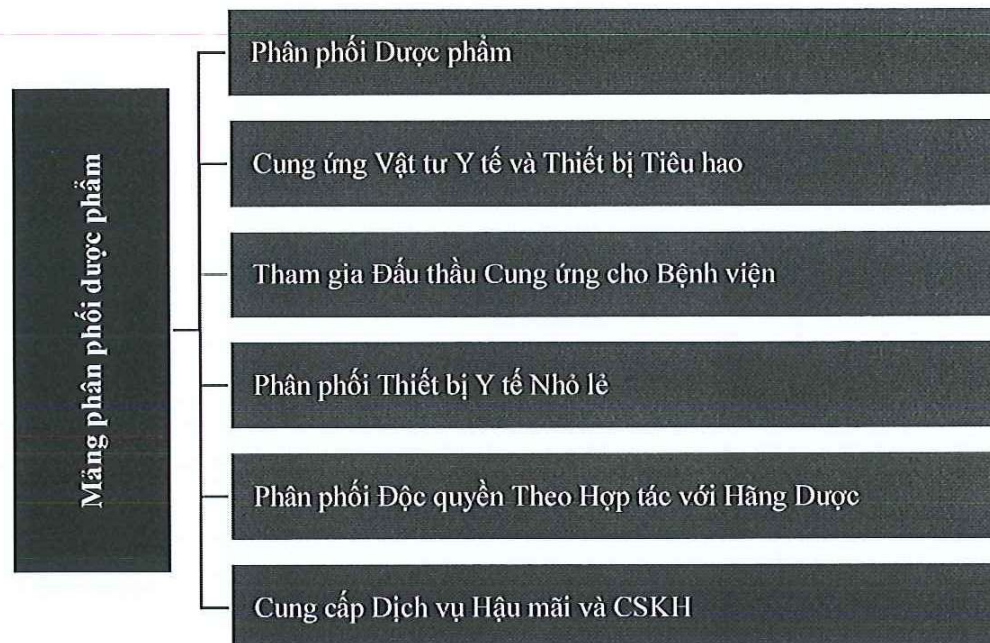 Mảng phân phối dược phẩm
Phân phối Dược phẩm
Cung ứng Vật tư Y tế và Thiết bị Tiêu hao
Tham gia Đấu thầu Cung ứng cho Bệnh viện
Phân phối Thiết bị Y tế Nhỏ lẻ
Phân phối Độc quyền Theo Hợp tác với Hãng Dược
Cung cấp Dịch vụ Hậu mãi và CSKH